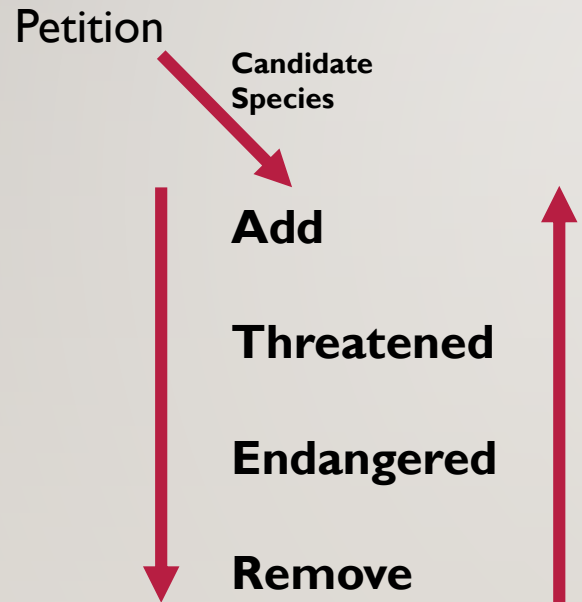 Petition
Candidate
Species
Add
Threatened
Endangered
Remove